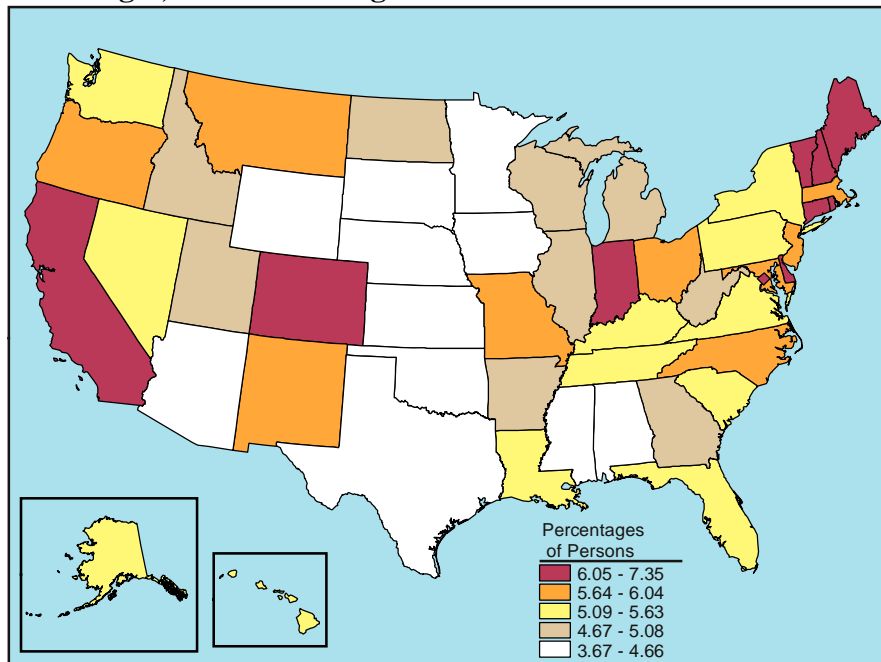 Percentages
of Persons
6.05 - 7.35
5.64 - 6.04
5.09 - 5.63
4.67 - 5.08
3.67 - 4.66